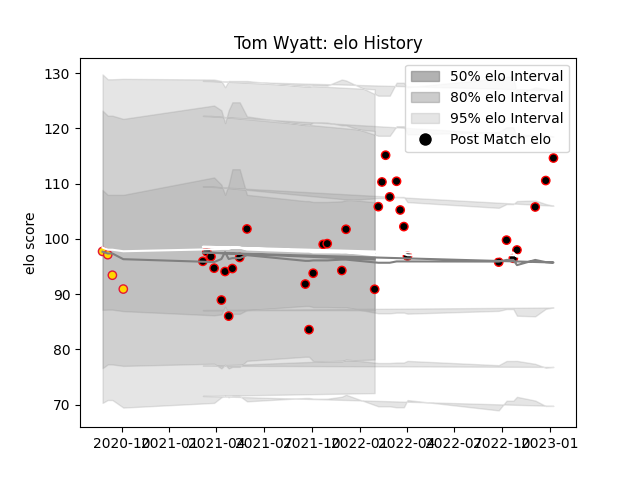 Tom Wyatt: elo History
130
120
110
100
90
80
70
elo score
50% elo Interval
80% elo Interval
95% elo Interval
Post Match elo
2020-10
2021-01
2021-04
2021-07
2021-10
2022-01
2022-04
2022-07
2022-10
2023-01